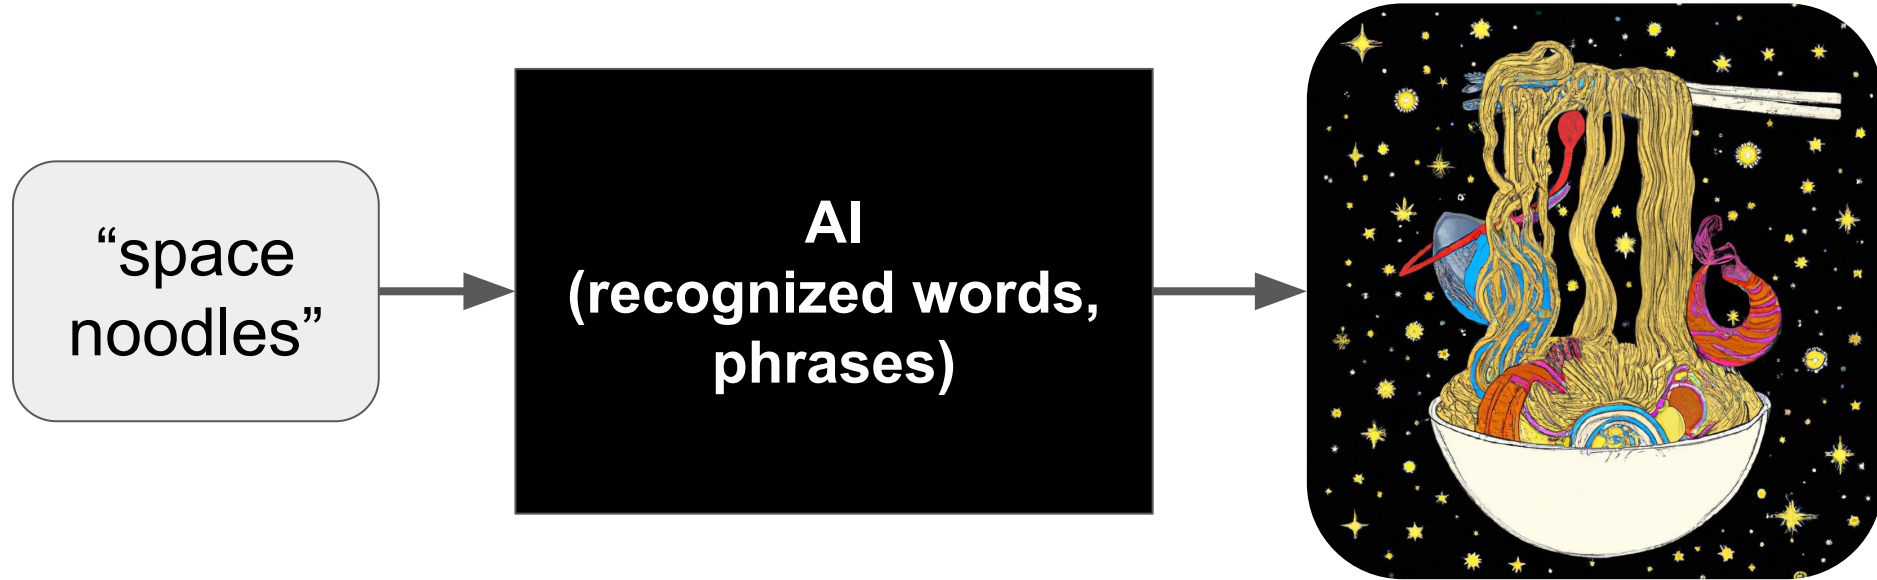 “space
noodles”
AI
(recognized words,
phrases)